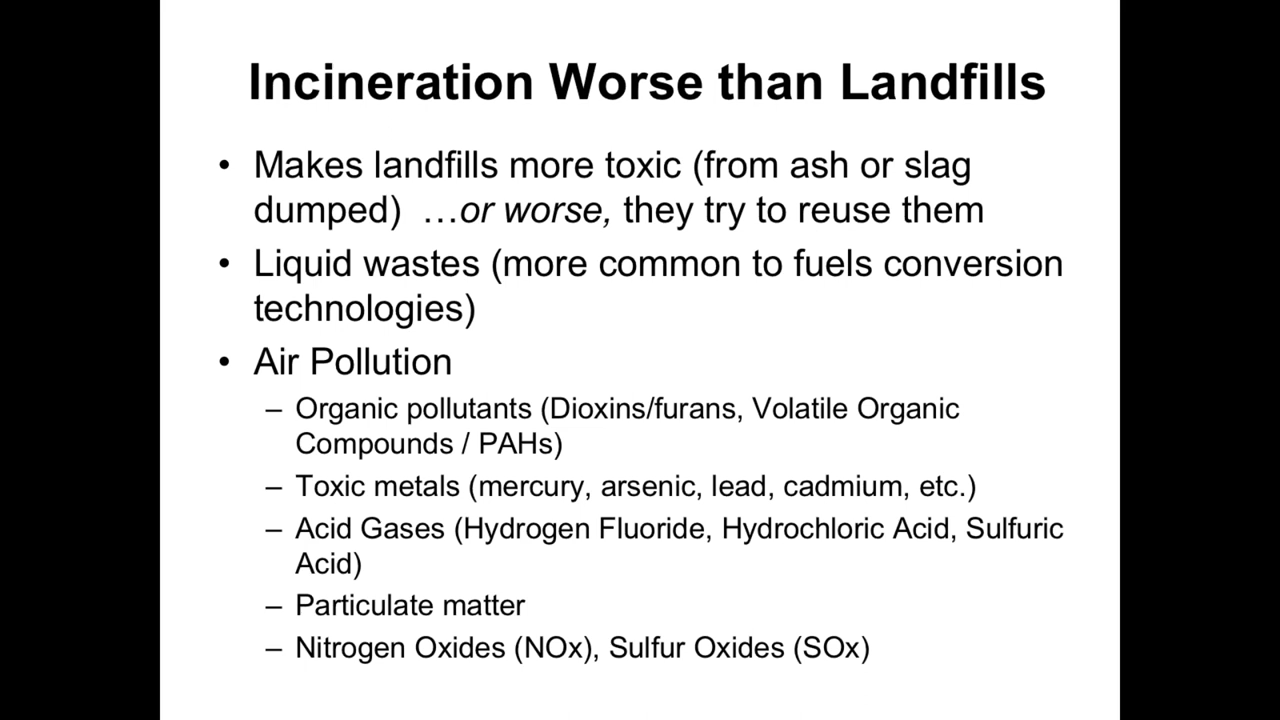 Incineration Worse than Landfills
• Makes landfills more toxic (from ash or slag
dumped)  …or worse, they try to reuse them
• Liquid wastes (more common to fuels conversion
technologies)
• Air Pollution
– Organic pollutants (Dioxins/furans, Volatile Organic
Compounds / PAHs)
– Toxic metals (mercury, arsenic, lead, cadmium, etc.)
– Acid Gases (Hydrogen Fluoride, Hydrochloric Acid, Sulfuric
Acid)
– Particulate matter
– Nitrogen Oxides (NOx), Sulfur Oxides (SOx)